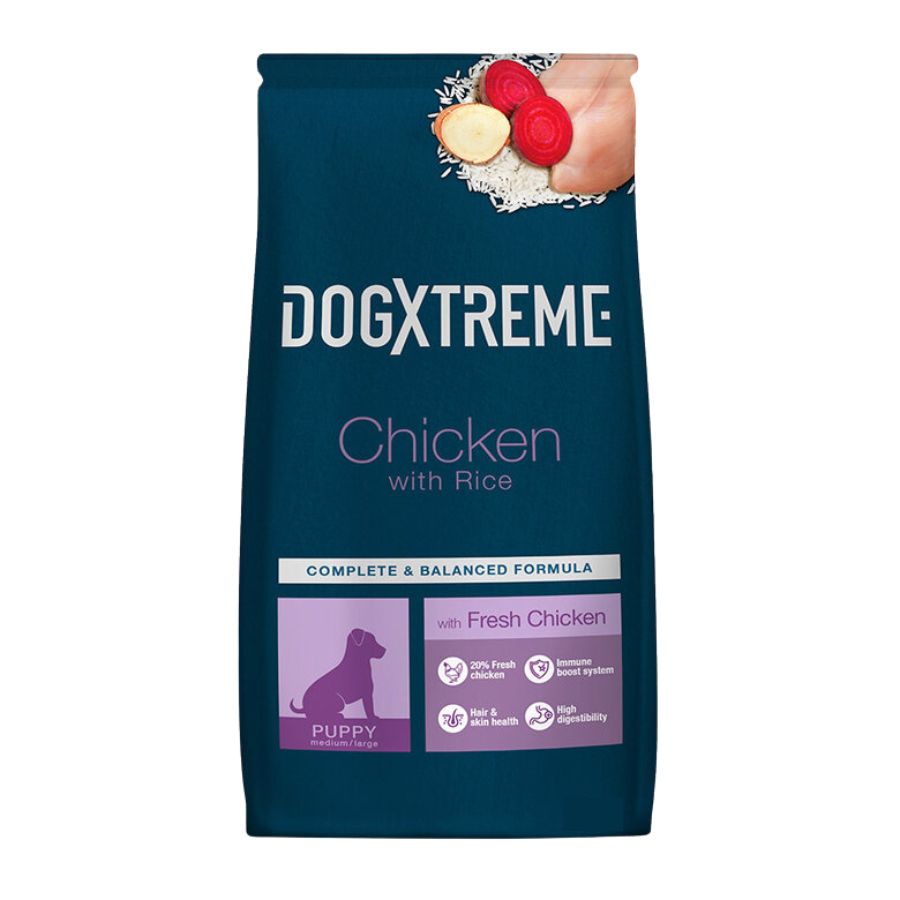 DOGXTREME
Chicken
with Rice
COMPLETE & BALANCED FORMULA
PUPPY
medium/large
with Fresh Chicken
20% Fresh
chicken
Immune
boost system
Hair &
skin health
High
digestibility